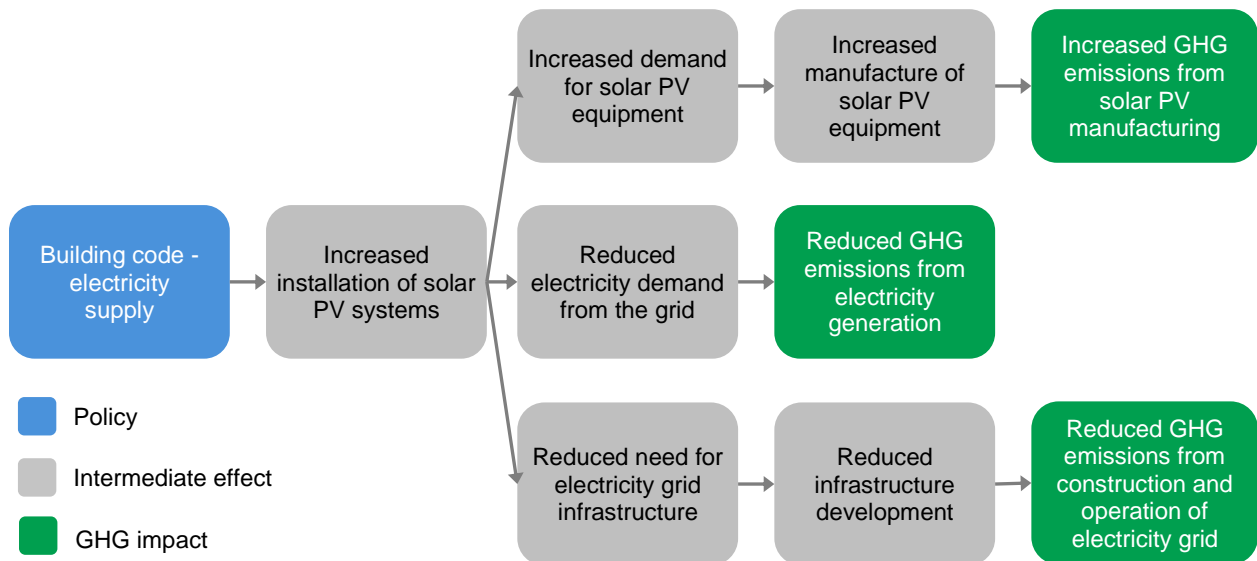 Increased demand
for solar PV
equipment
Increased
manufacture of
solar PV
equipment
Increased GHG
emissions from
solar PV
manufacturing
Building code -
electricity
supply
Increased
installation of solar
PV systems
Reduced
electricity demand
from the grid
Reduced GHG
emissions from
electricity
generation
Policy
Intermediate effect
GHG impact
Reduced need for
electricity grid
infrastructure
Reduced
infrastructure
development
Reduced GHG
emissions from
construction and
operation of
electricity grid